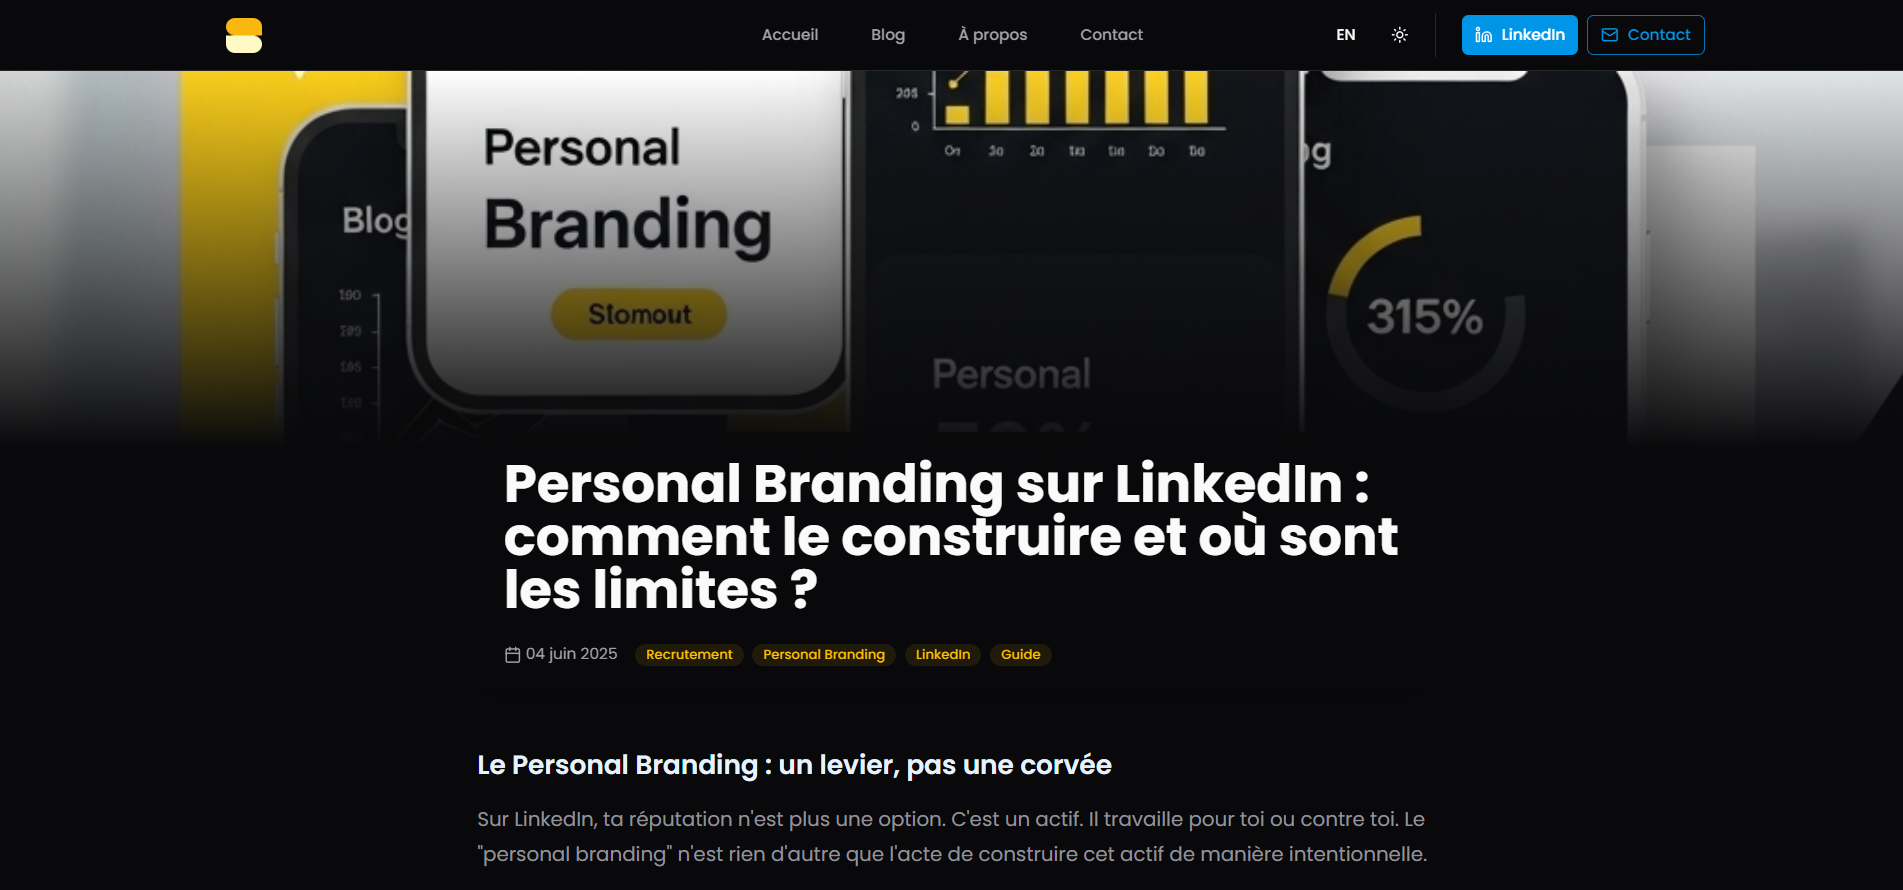 Accueil Blog À propos Contact EN LinkedIn Contact
Personal
Branding
Stomout
Blog
190
0
Personal
315%
Personal Branding sur LinkedIn :
comment le construire et où sont
les limites ?
04 juin 2025 Recrutement Personal Branding LinkedIn Guide
Le Personal Branding : un levier, pas une corvée
Sur LinkedIn, ta réputation n'est plus une option. C'est un actif. Il travaille pour toi ou contre toi. Le
"personal branding" n'est rien d'autre que l'acte de construire cet actif de manière intentionnelle.